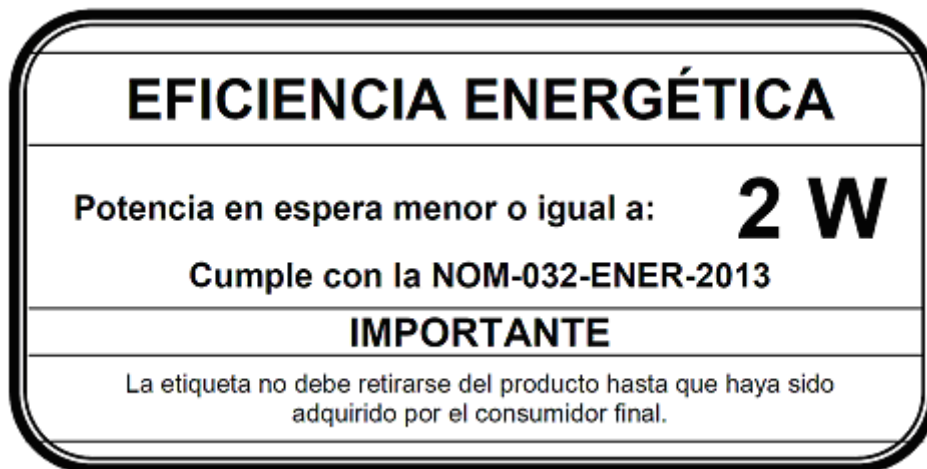 EFICIENCIA ENERGÉTICA
Potencia en espera menor o igual a: 2 W
Cumple con la NOM-032-ENER-2013
IMPORTANTE
La etiqueta no debe retirarse del producto hasta que haya sido
adquirido por el consumidor final.